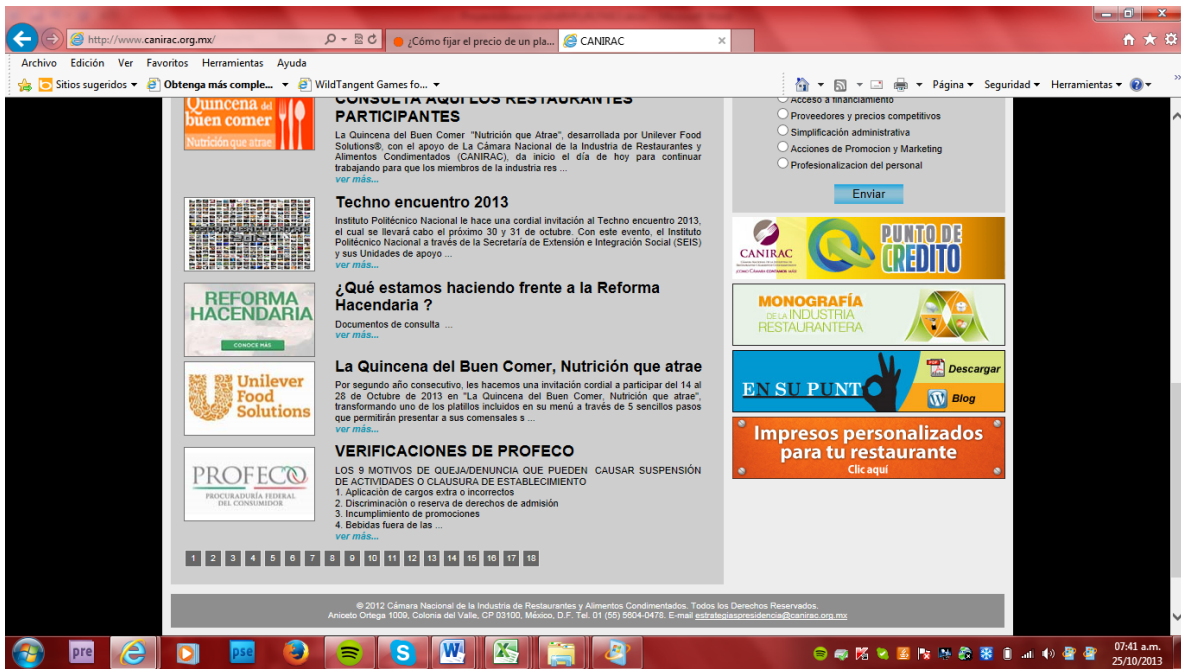 http://www.canirac.org.mx/
¿Cómo fijar el precio de un pla...
CANIRAC
Archivo Edición Ver Favoritos Herramientas Ayuda
Sitios sugeridos
Obtenga más comple...
WildTangent Games fo...
Página Seguridad Herramientas
Quincena del
buen comer
Nutrición que atrae
CONSULTA AQUÍ LOS RESTAURANTES
PARTICIPANTES
La Quincena del Buen Comer "Nutrición que Atrae", desarrollada por Unilever Food
Solutions®, con el apoyo de La Cámara Nacional de la Industria de Restaurantes y
Alimentos Condimentados (CANIRAC), da inicio el día de hoy para continuar
trabajando para que los miembros de la industria res ...
ver más...
Techno encuentro 2013
Instituto Politécnico Nacional le hace una cordial invitación al Techno encuentro 2013,
el cual se llevará cabo el próximo 30 y 31 de octubre. Con este evento, el Instituto
Politécnico Nacional a través de la Secretaría de Extensión e Integración Social (SEIS)
y sus Unidades de apoyo ...
ver más...
REFORMA
HACENDARIA
CONOCE MÁS
¿Qué estamos haciendo frente a la Reforma
Hacendaria ?
Documentos de consulta ...
ver más...
Unilever
Food
Solutions
La Quincena del Buen Comer, Nutrición que atrae
Por segundo año consecutivo, les hacemos una invitación cordial a participar del 14 al
28 de Octubre de 2013 en "La Quincena del Buen Comer, Nutrición que atrae",
transformando uno de los platillos incluidos en su menú a través de 5 sencillos pasos
que permitirán presentar a sus comensales s ...
ver más...
PROFECO
PROCURADURÍA FEDERAL
DEL CONSUMIDOR
VERIFICACIONES DE PROFECO
LOS 9 MOTIVOS DE QUEJA/DENUNCIA QUE PUEDEN CAUSAR SUSPENSIÓN
DE ACTIVIDADES O CLAUSURA DE ESTABLECIMIENTO
1. Aplicaciòn de cargos extra o incorrectos
2. Discriminaciòn o reserva de derechos de admisión
3. Incumplimiento de promociones
4. Bebidas fuera de las ...
ver más...
1 2 3 4 5 6 7 8 9 10 11 12 13 14 15 16 17 18
Acceso a financiamiento
Proveedores y precios competitivos
Simplificación administrativa
Acciones de Promocion y Marketing
Profesionalizacion del personal
Enviar
CANIRAC
PUNTO DE
CREDITO
MONOGRAFÍA
DE LA INDUSTRIA
RESTAURANTERA
EN SU PUNTO
PDF
Descargar
Blog
Impresos personalizados
para tu restaurante
Clic aquí
© 2012 Cámara Nacional de la Industria de Restaurantes y Alimentos Condimentados. Todos los Derechos Reservados.
Aniceto Ortega 1009, Colonia del Valle, CP 03100, México, D.F. Tel. 01 (55) 5604-0478. E-mail estrategiaspresidencia@canirac.org.mx
pre
pse
07:41 a.m.
25/10/2013